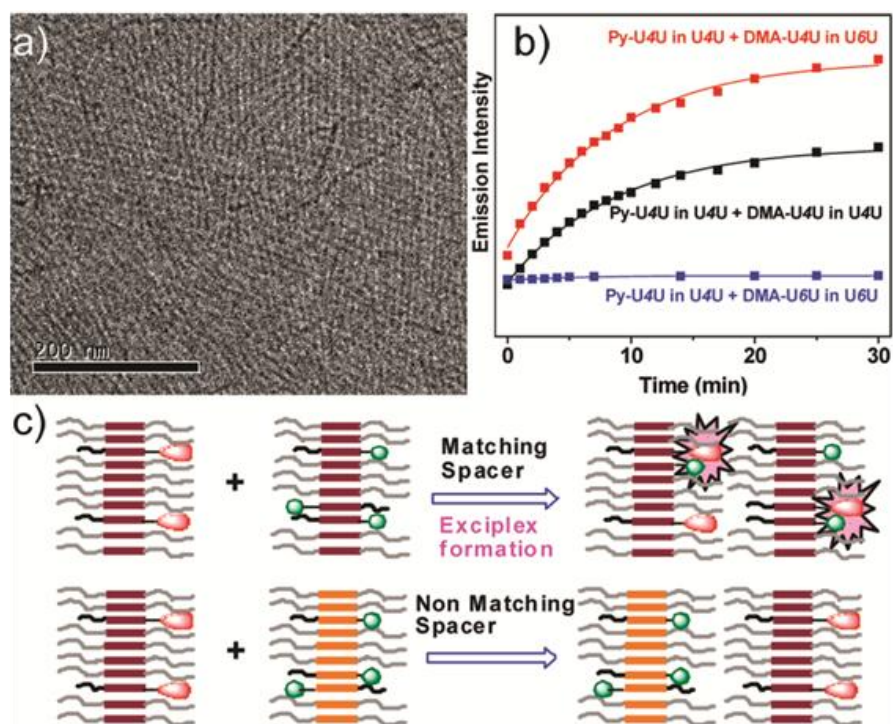 a)
200 nm
b)
Py-U4U in U4U + DMA-U4U in U6U
Py-U4U in U4U + DMA-U4U in U4U
Py-U4U in U4U + DMA-U6U in U6U
Emission Intensity
0 10 20 30
Time (min)
c)
+
Matching
Spacer
Exciplex
formation
+
Non Matching
Spacer